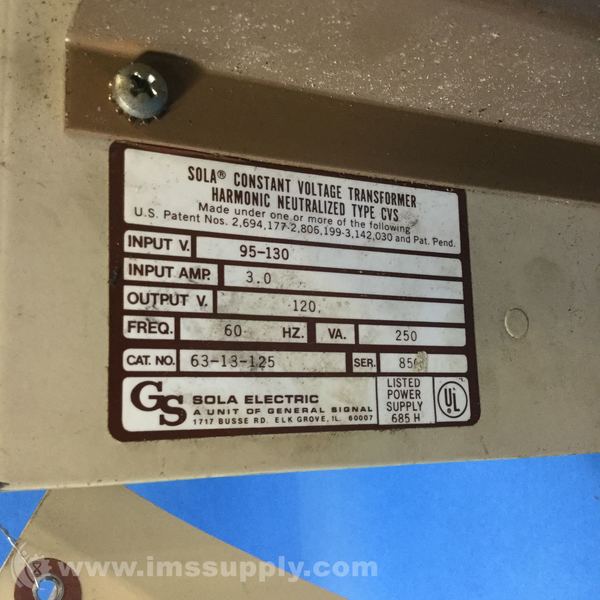 SOLA® CONSTANT VOLTAGE TRANSFORMER
HARMONIC NEUTRALIZED TYPE CVS
Made under one or more of the following
U.S. Patent Nos. 2,694,177-2,806,199-3,142,030 and Pat. Pend.
INPUT V. 95-130
INPUT AMP. 3.0
OUTPUT V. 120.
FREQ. 60 HZ. VA. 250
CAT. NO. 63-13-125 SER.
GS SOLA ELECTRIC
A UNIT OF GENERAL SIGNAL
1717 BUSSE RD. ELK GROVE, IL. 60007
LISTED
POWER
SUPPLY
685 H
UL
www.imssupply.com